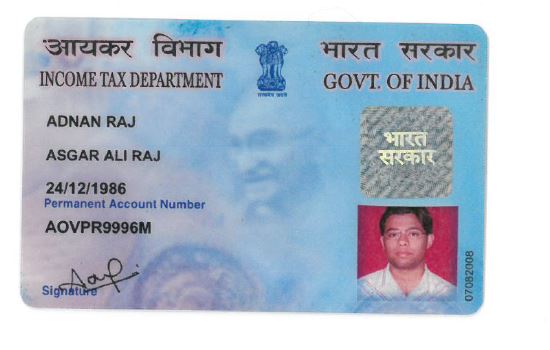 आयकर विभाग
भारत सरकार
INCOME TAX DEPARTMENT
GOVT. OF INDIA
सत्यमेव जयते
ADNAN RAJ
ASGAR ALI RAJ
24/12/1986
Permanent Account Number
AOVPR9996M
भारत
सरकार
Signature
07082008